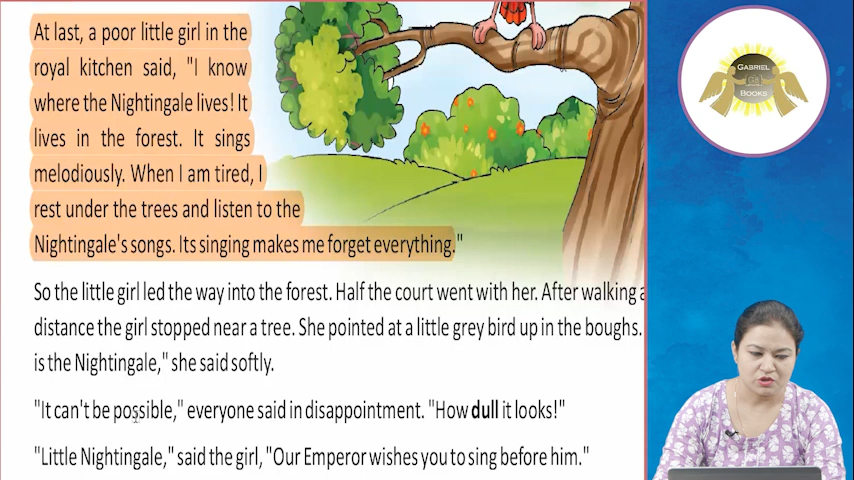 At last, a poor little girl in the
royal kitchen said, "I know
where the Nightingale lives! It
lives in the forest. It sings
melodiously. When I am tired, I
rest under the trees and listen to the
Nightingale's songs. Its singing makes me forget everything."
So the little girl led the way into the forest. Half the court went with her. After walking a
distance the girl stopped near a tree. She pointed at a little grey bird up in the boughs.
is the Nightingale," she said softly.
"It can't be possible," everyone said in disappointment. "How dull it looks!"
"Little Nightingale," said the girl, "Our Emperor wishes you to sing before him."
GABRIEL
BOOKS